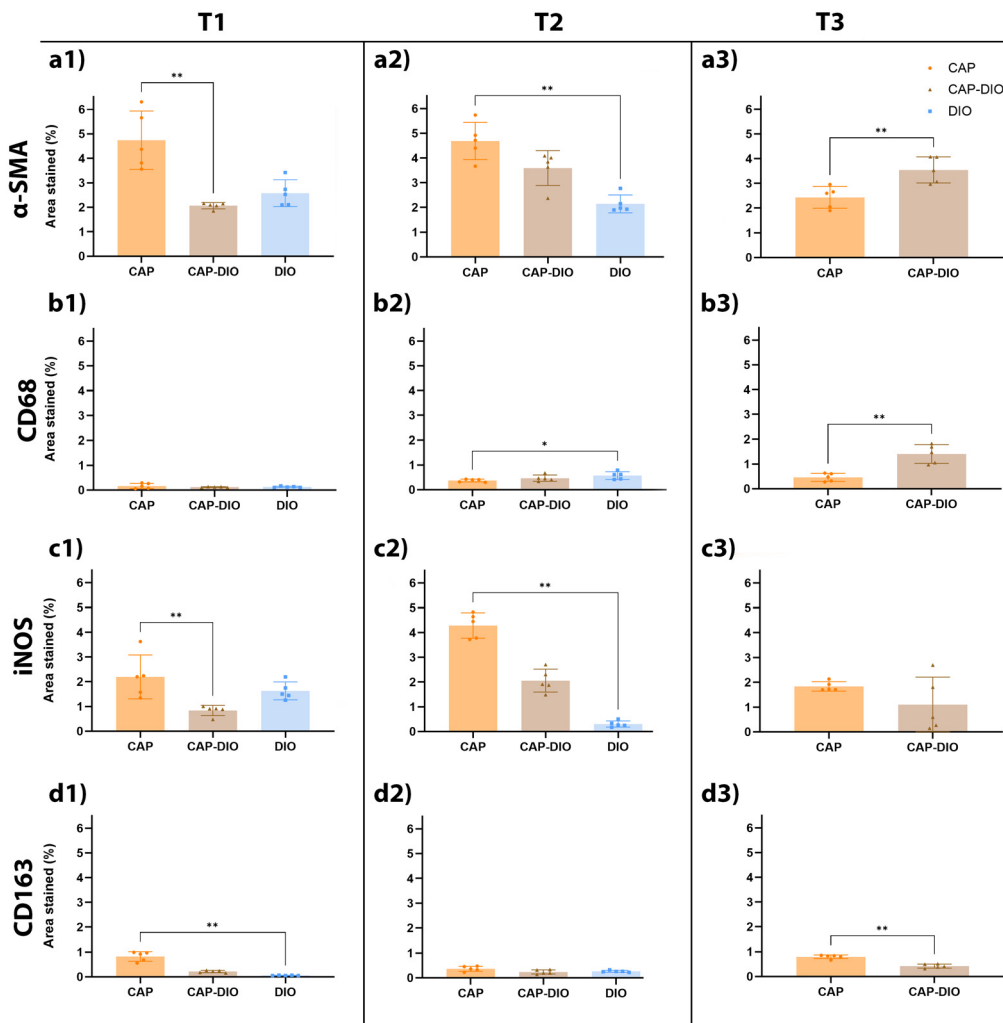 T1 T2 T3
a1) a2) a3)
CAP
CAP-DIO
DIO
α-SMA
Area stained (%)
6 5 4 3 2 1 0
**
CAP CAP-DIO DIO
6 5 4 3 2 1 0
**
CAP CAP-DIO DIO
6 5 4 3 2 1 0
**
CAP CAP-DIO
b1) b2) b3)
CD68
Area stained (%)
6 5 4 3 2 1 0
CAP CAP-DIO DIO
6 5 4 3 2 1 0
*
CAP CAP-DIO DIO
6 5 4 3 2 1 0
**
CAP CAP-DIO
c1) c2) c3)
iNOS
Area stained (%)
6 5 4 3 2 1 0
**
CAP CAP-DIO DIO
6 5 4 3 2 1 0
**
CAP CAP-DIO DIO
6 5 4 3 2 1 0
CAP CAP-DIO
d1) d2) d3)
CD163
Area stained (%)
6 5 4 3 2 1 0
**
CAP CAP-DIO DIO
6 5 4 3 2 1 0
CAP CAP-DIO DIO
6 5 4 3 2 1 0
**
CAP CAP-DIO